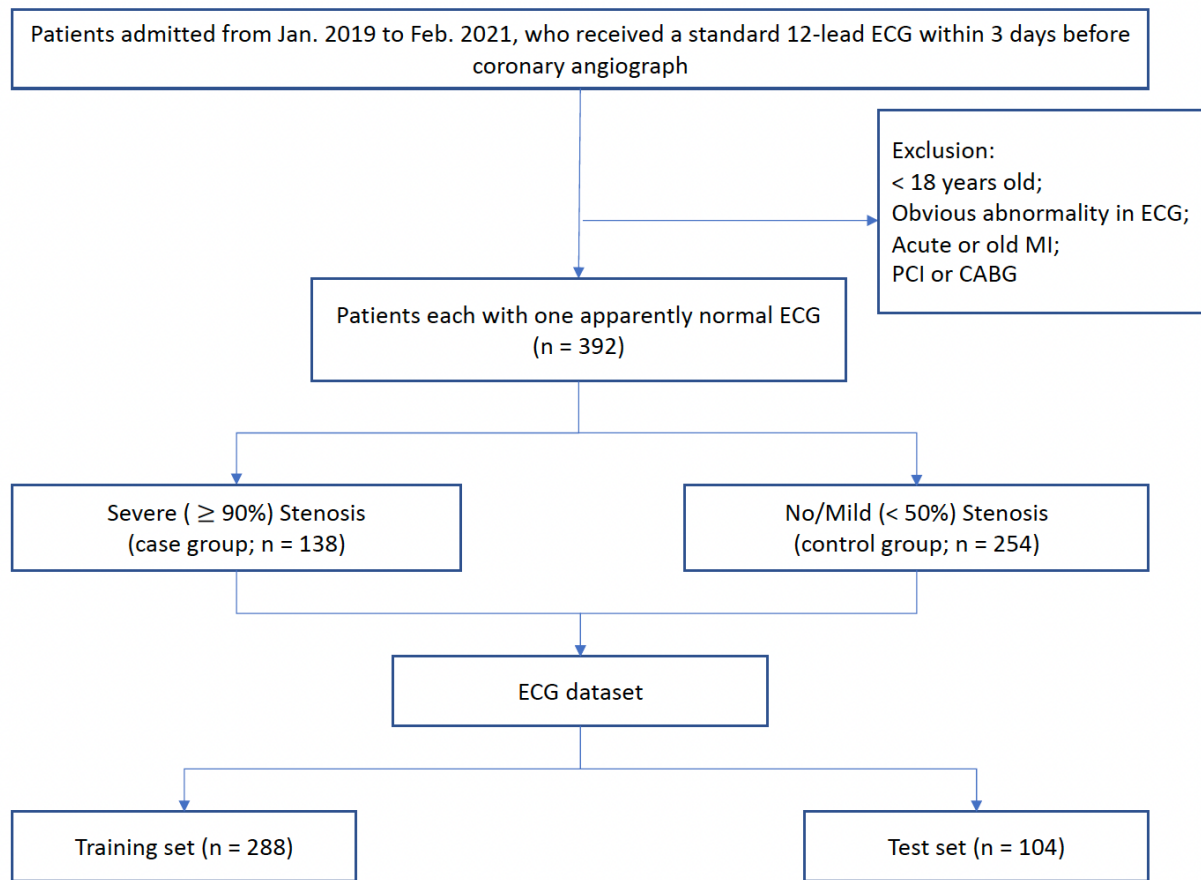 Patients admitted from Jan. 2019 to Feb. 2021, who received a standard 12-lead ECG within 3 days before
coronary angiograph
Exclusion:
< 18 years old;
Obvious abnormality in ECG;
Acute or old MI;
PCI or CABG
Patients each with one apparently normal ECG
(n = 392)
Severe ( ≥ 90%) Stenosis
(case group; n = 138)
No/Mild (< 50%) Stenosis
(control group; n = 254)
ECG dataset
Training set (n = 288)
Test set (n = 104)